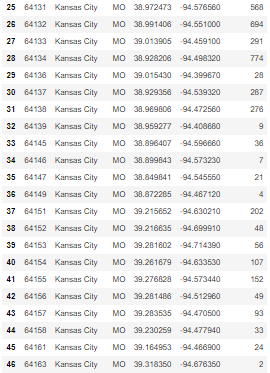 25 64131 Kansas City MO 38.972473 -94.576560 568
26 64132 Kansas City MO 38.991406 -94.551000 694
27 64133 Kansas City MO 39.013905 -94.459100 291
28 64134 Kansas City MO 38.928206 -94.498320 774
29 64136 Kansas City MO 39.015430 -94.399670 28
30 64137 Kansas City MO 38.929356 -94.539320 287
31 64138 Kansas City MO 38.969806 -94.472560 276
32 64139 Kansas City MO 38.959277 -94.408680 9
33 64145 Kansas City MO 38.896407 -94.596660 36
34 64146 Kansas City MO 38.899843 -94.573230 7
35 64147 Kansas City MO 38.849841 -94.545550 21
36 64149 Kansas City MO 38.872285 -94.467120 4
37 64151 Kansas City MO 39.215652 -94.630210 202
38 64152 Kansas City MO 39.216635 -94.699910 48
39 64153 Kansas City MO 39.281602 -94.714390 56
40 64154 Kansas City MO 39.261679 -94.633530 107
41 64155 Kansas City MO 39.276828 -94.573440 152
42 64156 Kansas City MO 39.281486 -94.512960 49
43 64157 Kansas City MO 39.283535 -94.470500 93
44 64158 Kansas City MO 39.230259 -94.477940 33
45 64161 Kansas City MO 39.164953 -94.466900 24
46 64163 Kansas City MO 39.318350 -94.676350 2